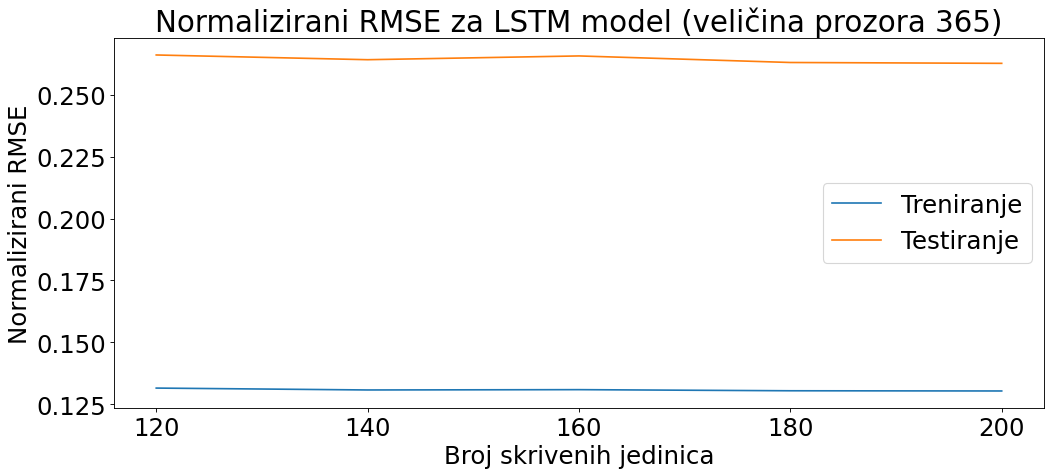 Normalizirani RMSE za LSTM model (veličina prozora 365)
Normalizirani RMSE
0.250
0.225
0.200
0.175
0.150
0.125
Treniranje
Testiranje
120 140 160 180 200
Broj skrivenih jedinica